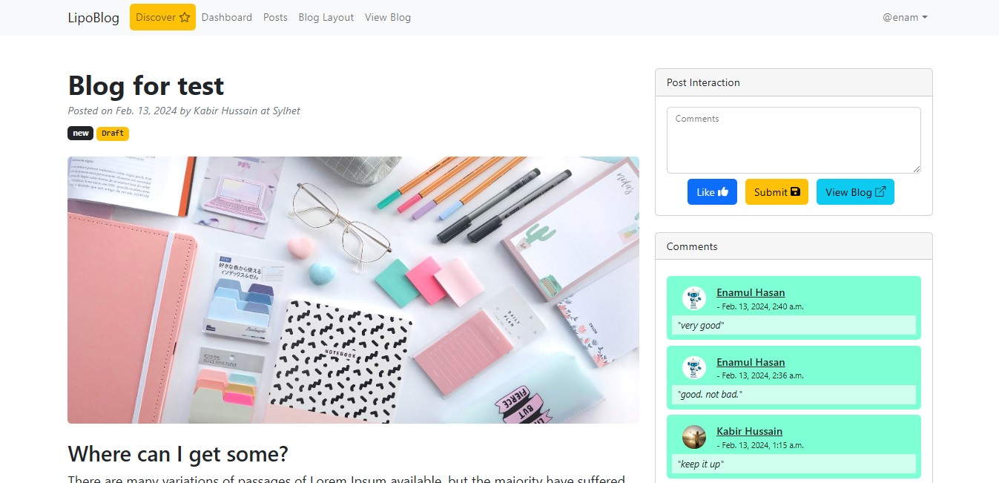 LipoBlog Discover Dashboard Posts Blog Layout View Blog @enam
Blog for test
Posted on Feb. 13, 2024 by Kabir Hussain at Sylhet
new Draft
98%
notas
好きな色から使える
インデックスふせん
NOTEBOOK
DAILY
PLAN
NOTAS
FIERCE
BUT
Where can I get some?
There are many variations of passages of Lorem Ipsum available, but the majority have suffered
Post Interaction
Comments
Like Submit View Blog
Comments
Enamul Hasan
- Feb. 13, 2024, 2:40 a.m.
"very good"
Enamul Hasan
- Feb. 13, 2024, 2:36 a.m.
"good. not bad."
Kabir Hussain
- Feb. 13, 2024, 1:15 a.m.
"keep it up"